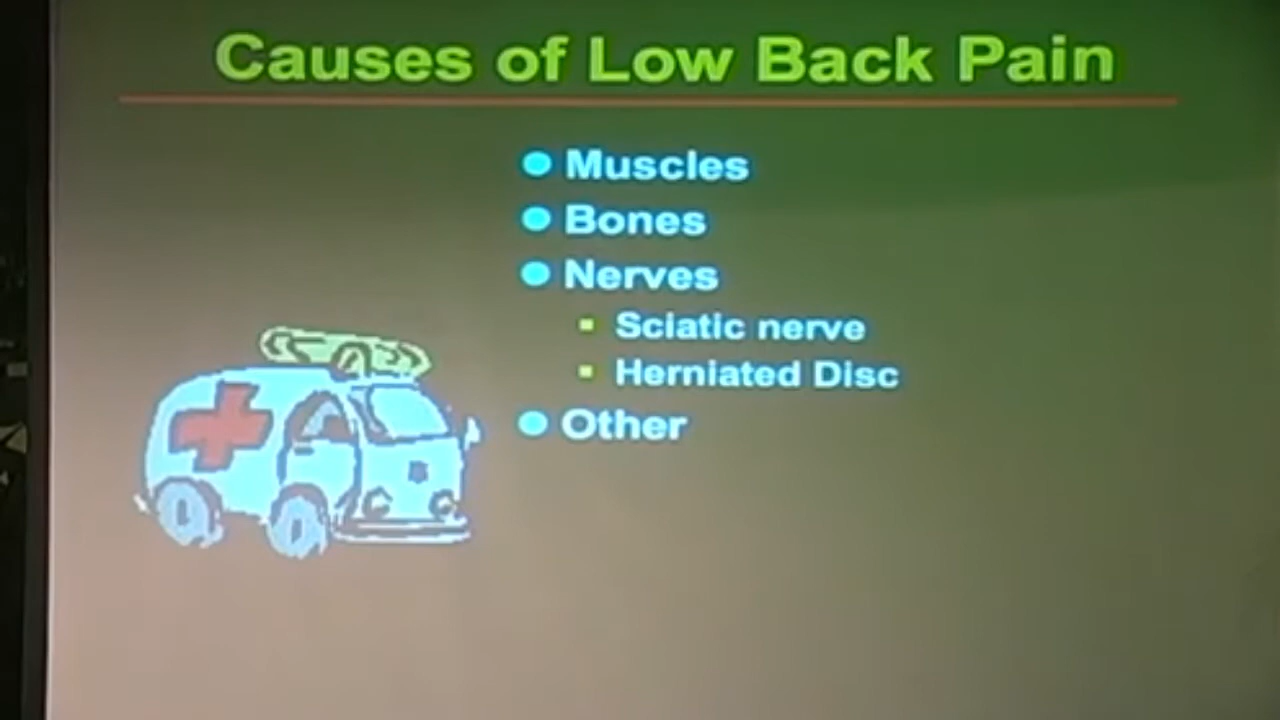 Causes of Low Back Pain
Muscles
Bones
Nerves
Sciatic nerve
Herniated Disc
Other